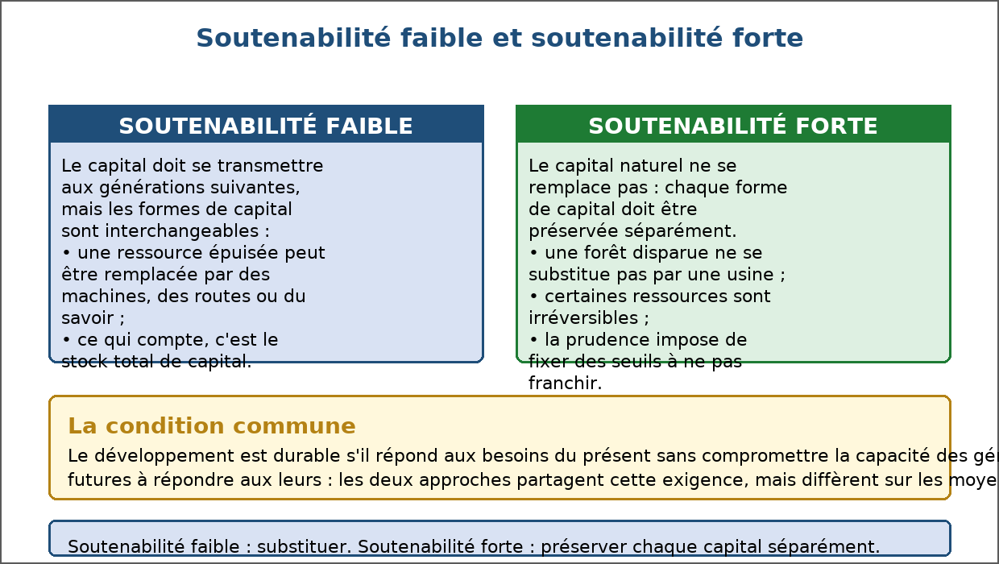 Soutenabilité faible et soutenabilité forte
SOUTENABILITÉ FAIBLE
Le capital doit se transmettre
aux générations suivantes,
mais les formes de capital
sont interchangeables :
• une ressource épuisée peut
être remplacée par des
machines, des routes ou du
savoir ;
• ce qui compte, c'est le
stock total de capital.
SOUTENABILITÉ FORTE
Le capital naturel ne se
remplace pas : chaque forme
de capital doit être
préservée séparément.
• une forêt disparue ne se
substitue pas par une usine ;
• certaines ressources sont
irréversibles ;
• la prudence impose de
fixer des seuils à ne pas
franchir.
La condition commune
Le développement est durable s'il répond aux besoins du présent sans compromettre la capacité des
futures à répondre aux leurs : les deux approches partagent cette exigence, mais diffèrent sur les
Soutenabilité faible : substituer. Soutenabilité forte : préserver chaque capital séparément.